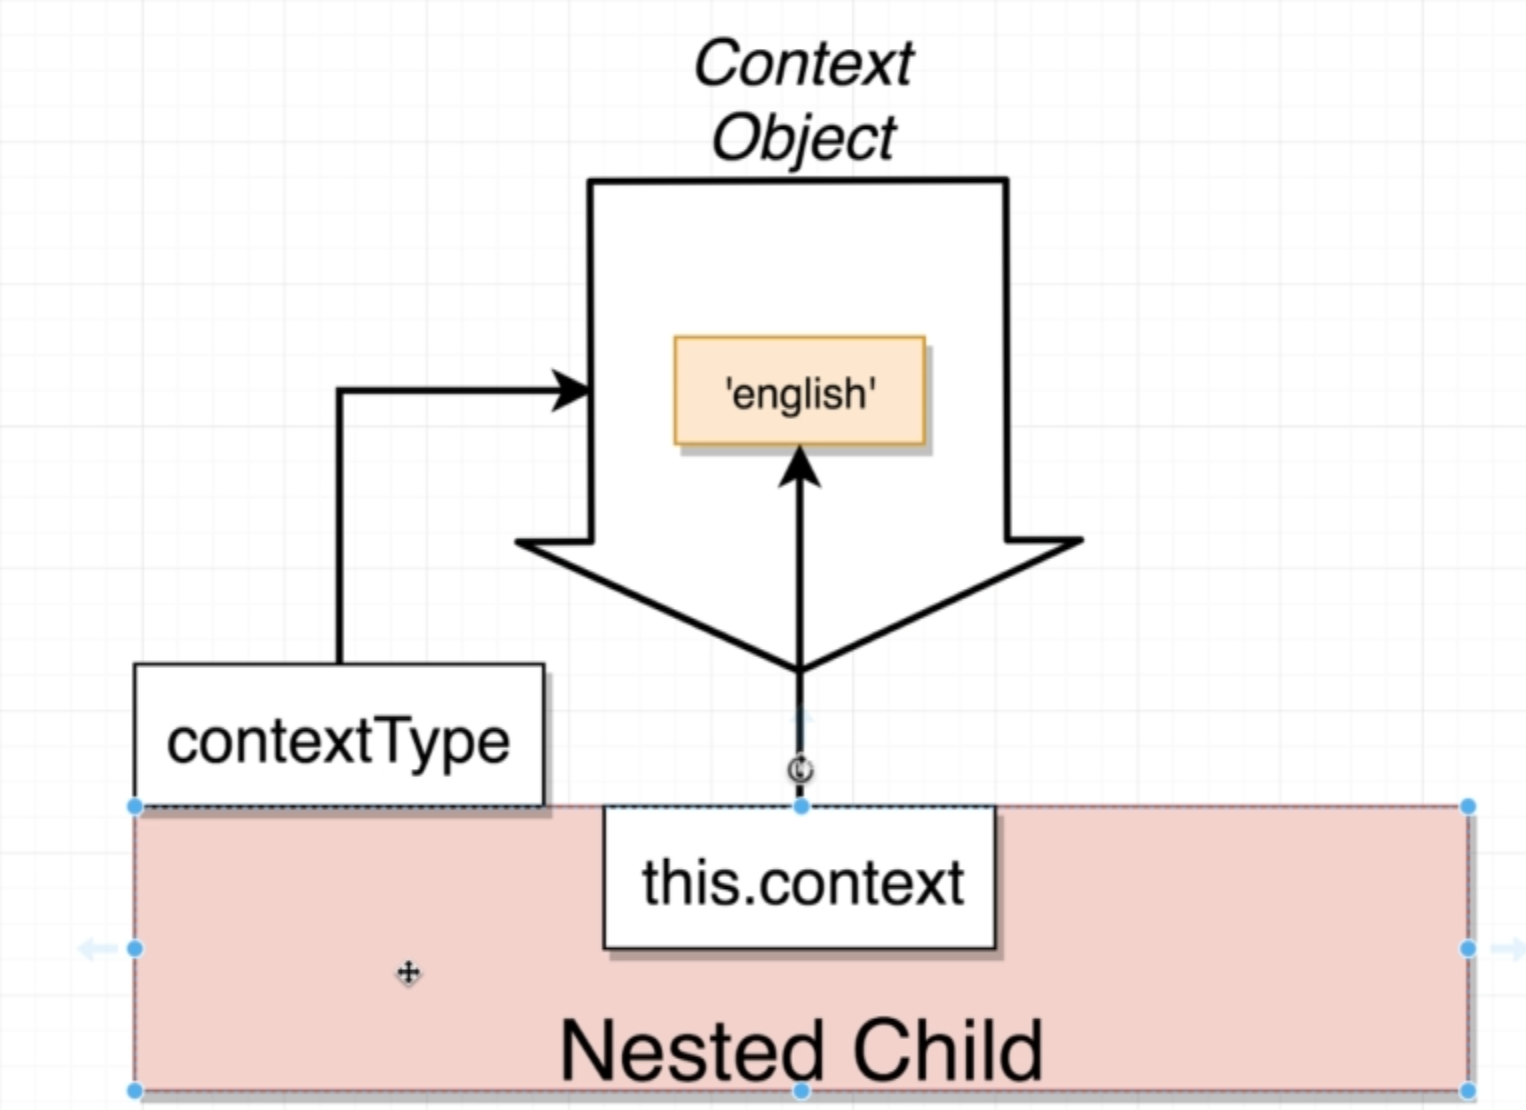 Context
Object
'english'
contextType
this.context
Nested Child